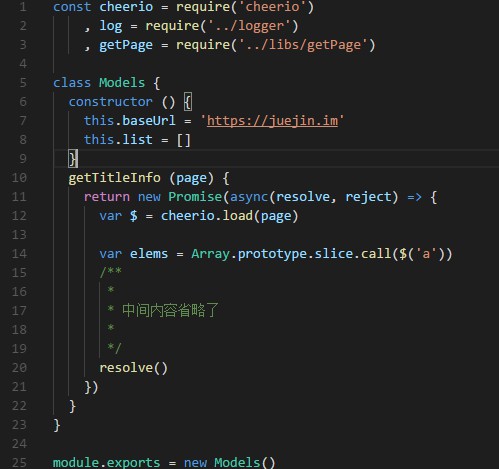 1 const cheerio = require('cheerio')
2     , log = require('../logger')
3     , getPage = require('../libs/getPage')
4
5 class Models {
6   constructor () {
7     this.baseUrl = 'https://juejin.im'
8     this.list = []
9   }
10   getTitleInfo (page) {
11     return new Promise(async(resolve, reject) => {
12       var $ = cheerio.load(page)
13
14       var elems = Array.prototype.slice.call($('a'))
15       /**
16        *
17        * 中间内容省略了
18        *
19        */
20       resolve()
21     })
22   }
23 }
24
25 module.exports = new Models()